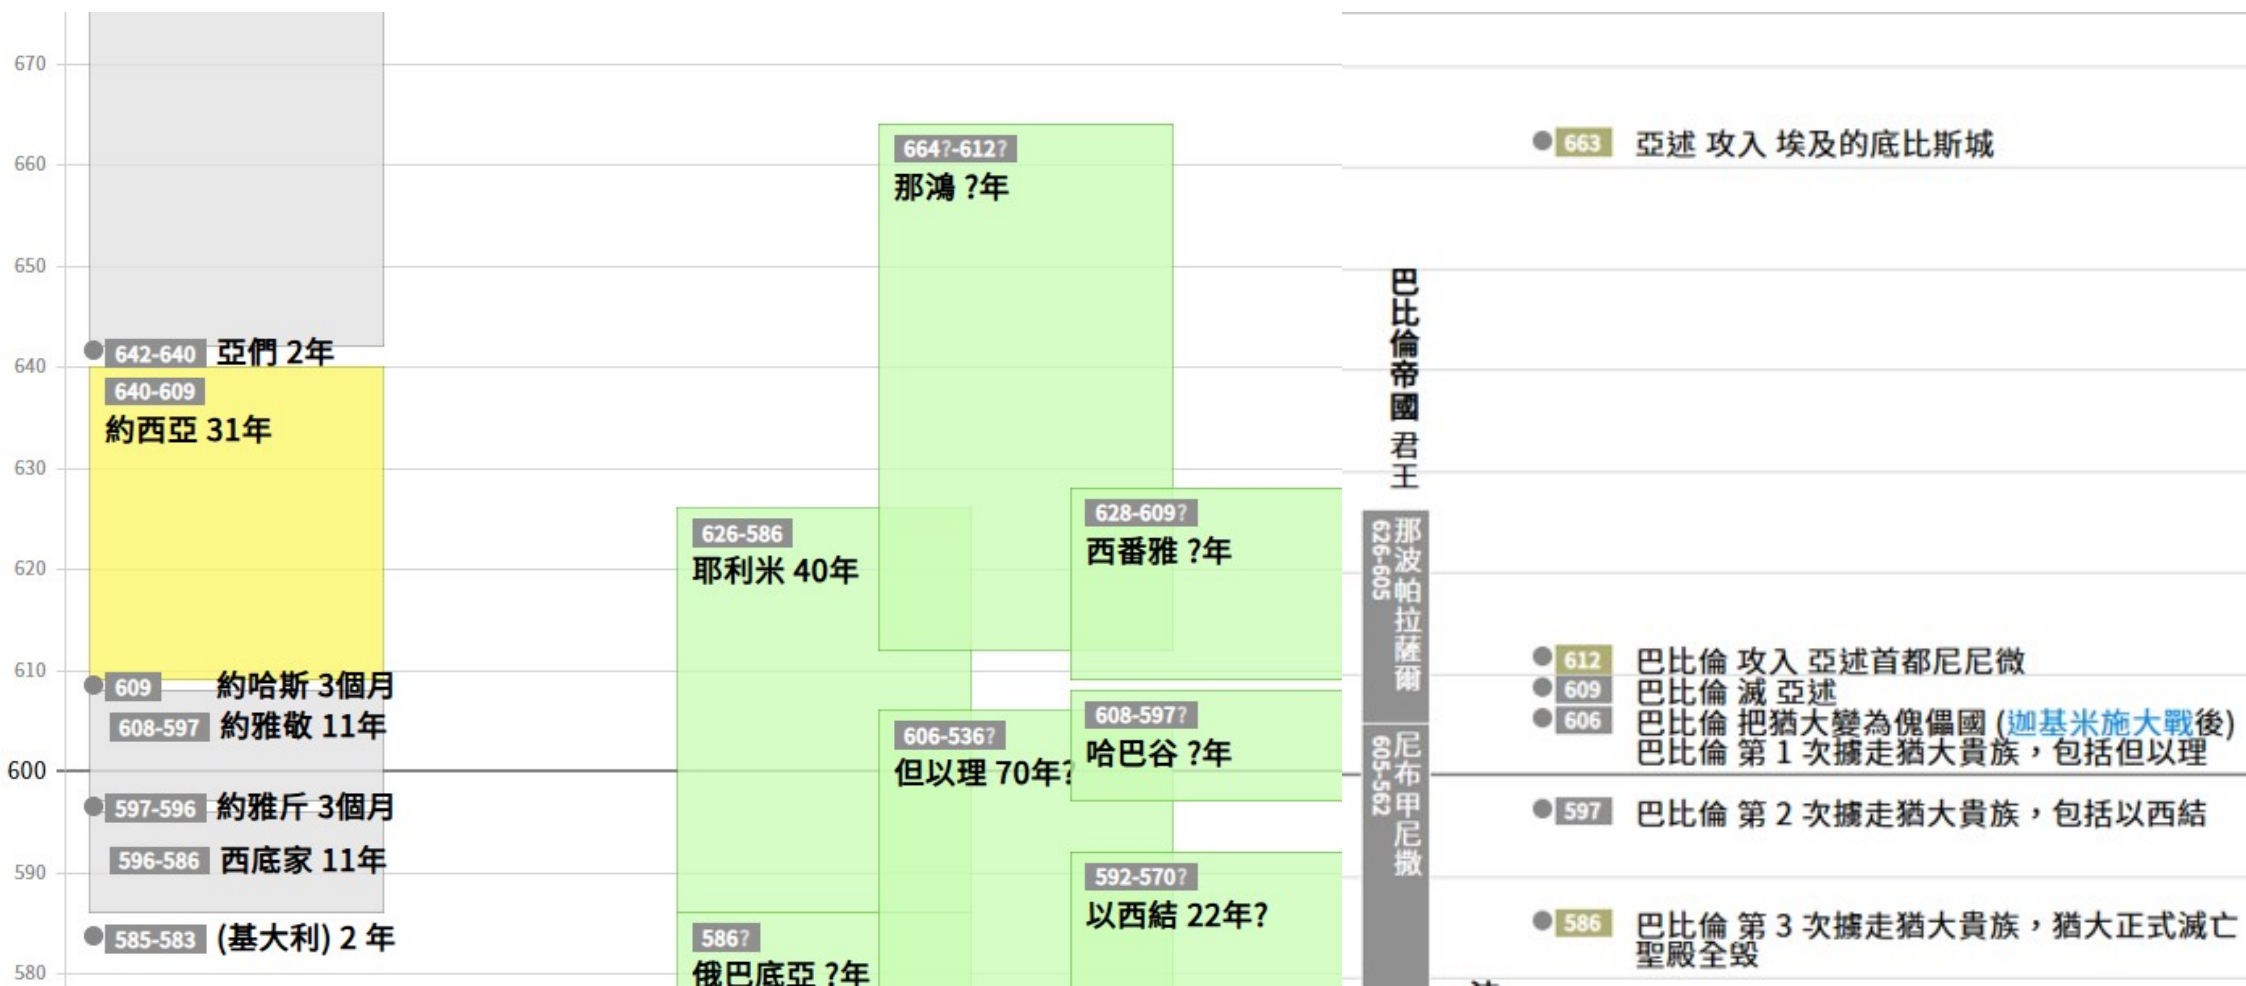 670
660
650
640
630
620
610
600
590
580
642-640 亞們 2年
640-609
約西亞 31年
609 約哈斯 3個月
608-597 約雅敬 11年
597-596 約雅斤 3個月
596-586 西底家 11年
585-583 (基大利) 2 年
626-586
耶利米 40年
586?
俄巴底亞 ?年
664?-612?
那鴻 ?年
606-536?
但以理 70年?
628-609?
西番雅 ?年
608-597?
哈巴谷 ?年
592-570?
以西結 22年?
巴比倫帝國 君王
那波帕拉薩爾
626-605
尼布甲尼撒
605-562
663 亞述 攻入 埃及的底比斯城
612 巴比倫 攻入 亞述首都尼尼微
609 巴比倫 滅 亞述
606 巴比倫 把猶大變為傀儡國 (迦基米施大戰後)
巴比倫 第 1 次擄走猶大貴族，包括但以理
597 巴比倫 第 2 次擄走猶大貴族，包括以西結
586 巴比倫 第 3 次擄走猶大貴族，猶大正式滅亡
聖殿全毀